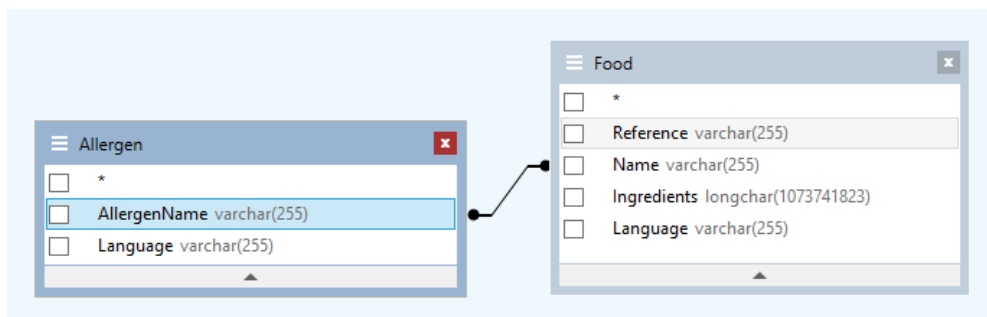 Allergen
*
AllergenName varchar(255)
Language varchar(255)
Food
*
Reference varchar(255)
Name varchar(255)
Ingredients longchar(1073741823)
Language varchar(255)